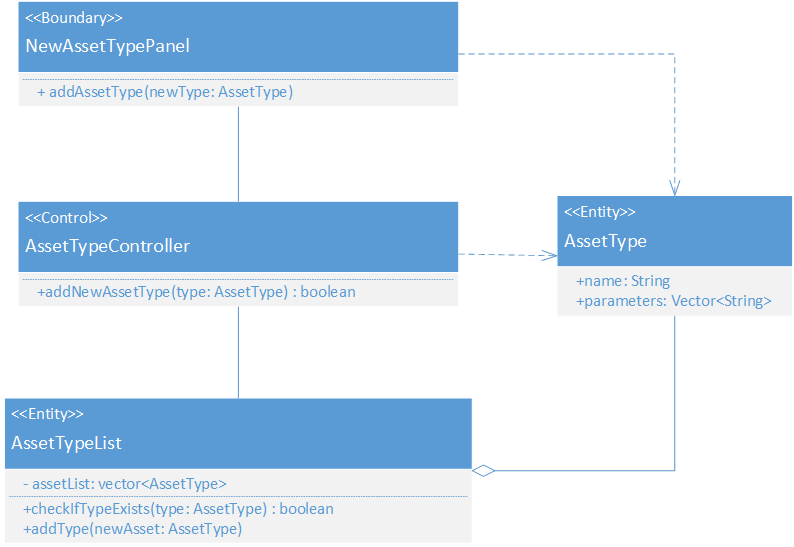 <<Boundary>>
NewAssetTypePanel
+ addAssetType(newType: AssetType)
<<Control>>
AssetTypeController
+addNewAssetType(type: AssetType) : boolean
<<Entity>>
AssetType
+name: String
+parameters: Vector<String>
<<Entity>>
AssetTypeList
- assetList: vector<AssetType>
+checkIfTypeExists(type: AssetType) : boolean
+addType(newAsset: AssetType)